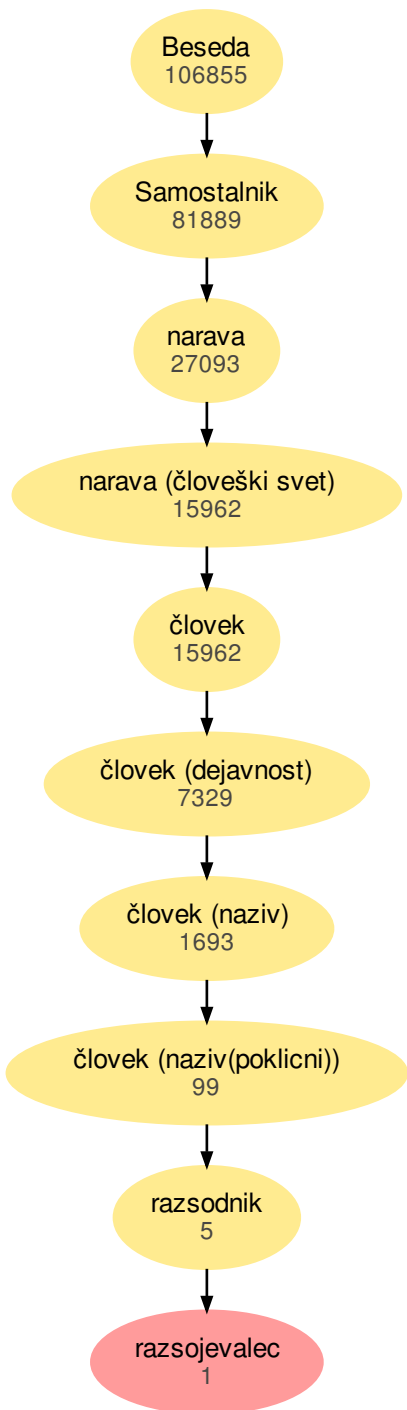 Beseda
106855
Samostalnik
81889
narava
27093
narava (človeški svet)
15962
človek
15962
človek (dejavnost)
7329
človek (naziv)
1693
človek (naziv(poklicni))
99
razsodnik
5
razsojevalec
1